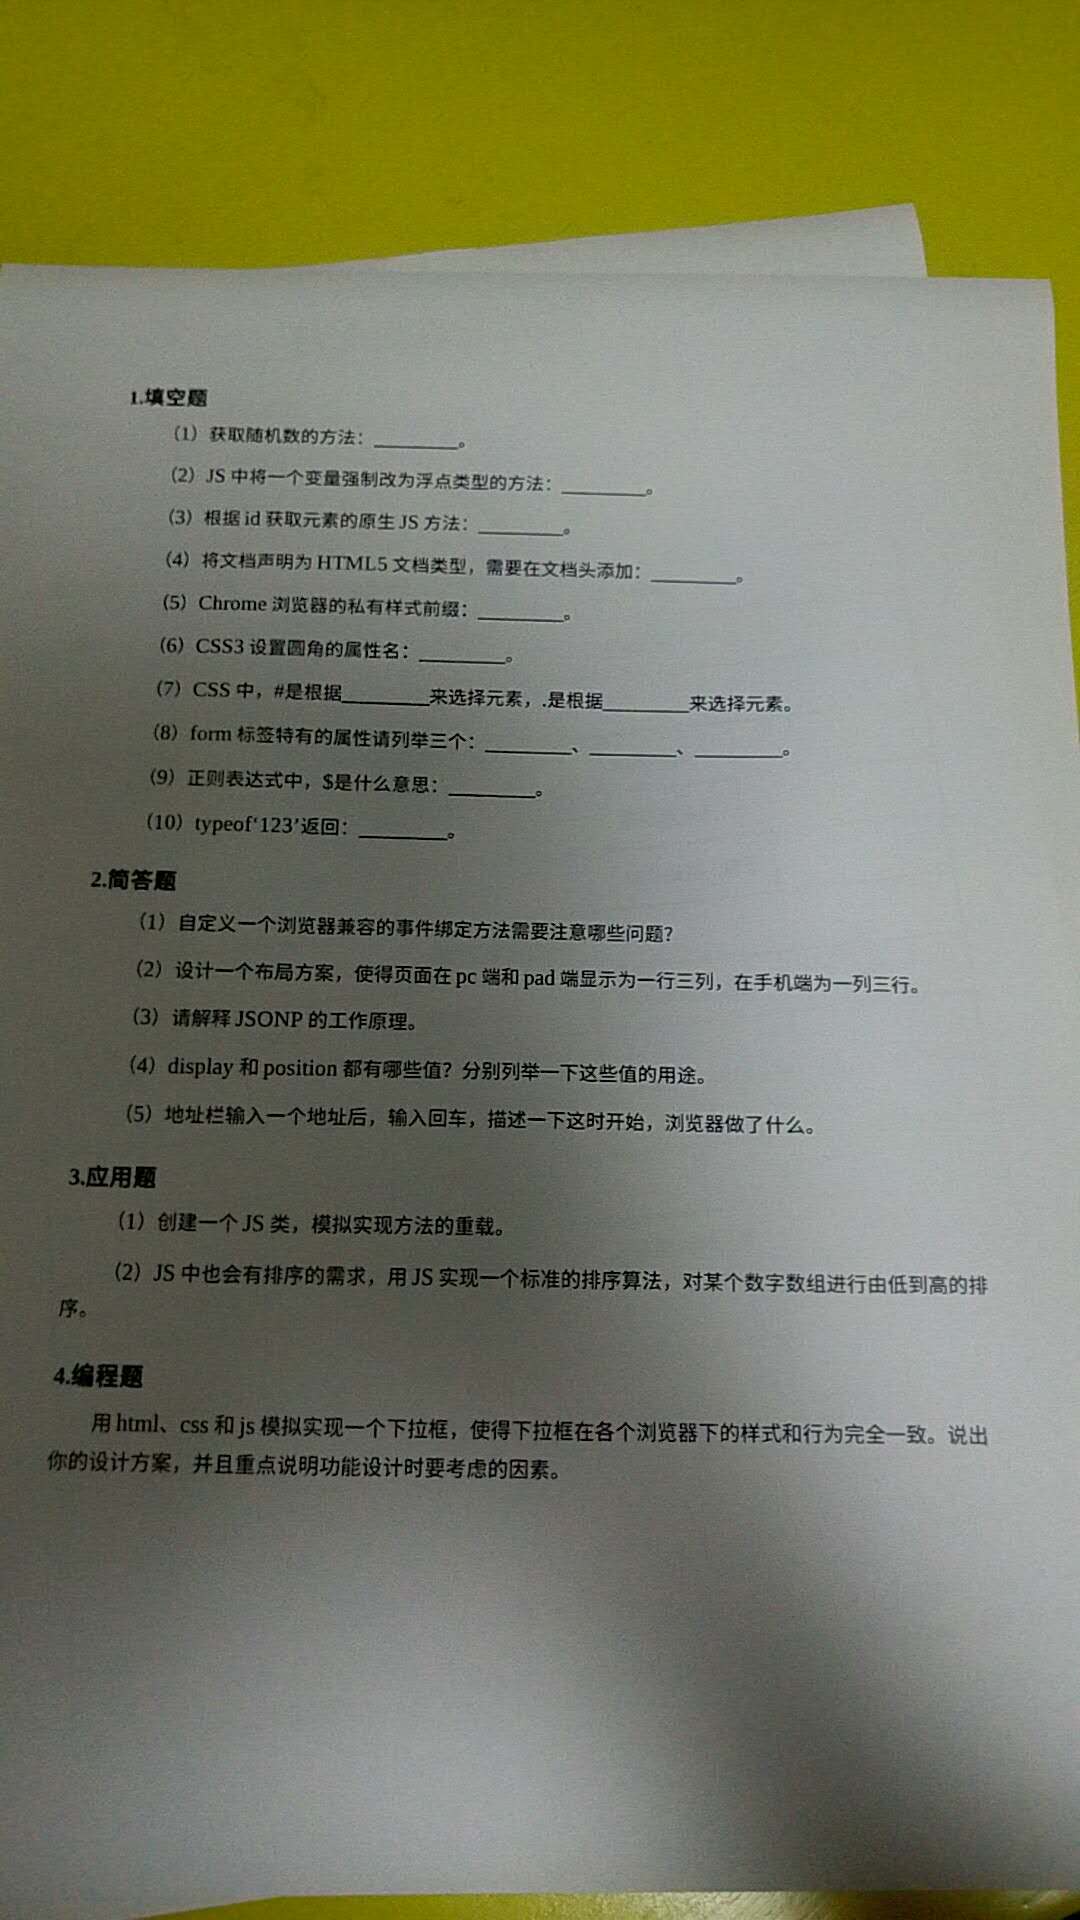 1.填空题
（1）获取随机数的方法：________。
（2）JS 中将一个变量强制改为浮点类型的方法：________。
（3）根据 id 获取元素的原生 JS 方法：________。
（4）将文档声明为 HTML5 文档类型，需要在文档头添加：________。
（5）Chrome 浏览器的私有样式前缀：________。
（6）CSS3 设置圆角的属性名：________。
（7）CSS 中，#是根据________来选择元素，.是根据________来选择元素。
（8）form 标签特有的属性请列举三个：________、________、________。
（9）正则表达式中，$是什么意思：________。
（10）typeof‘123’返回：________。
2.简答题
（1）自定义一个浏览器兼容的事件绑定方法需要注意哪些问题？
（2）设计一个布局方案，使得页面在 pc 端和 pad 端显示为一行三列，在手机端为一列三行。
（3）请解释 JSONP 的工作原理。
（4）display 和 position 都有哪些值？分别列举一下这些值的用途。
（5）地址栏输入一个地址后，输入回车，描述一下这时开始，浏览器做了什么。
3.应用题
（1）创建一个 JS 类，模拟实现方法的重载。
（2）JS 中也会有排序的需求，用 JS 实现一个标准的排序算法，对某个数字数组进行由低到高的排
序。
4.编程题
用 html、css 和 js 模拟实现一个下拉框，使得下拉框在各个浏览器下的样式和行为完全一致。说出
你的设计方案，并且重点说明功能设计时要考虑的因素。